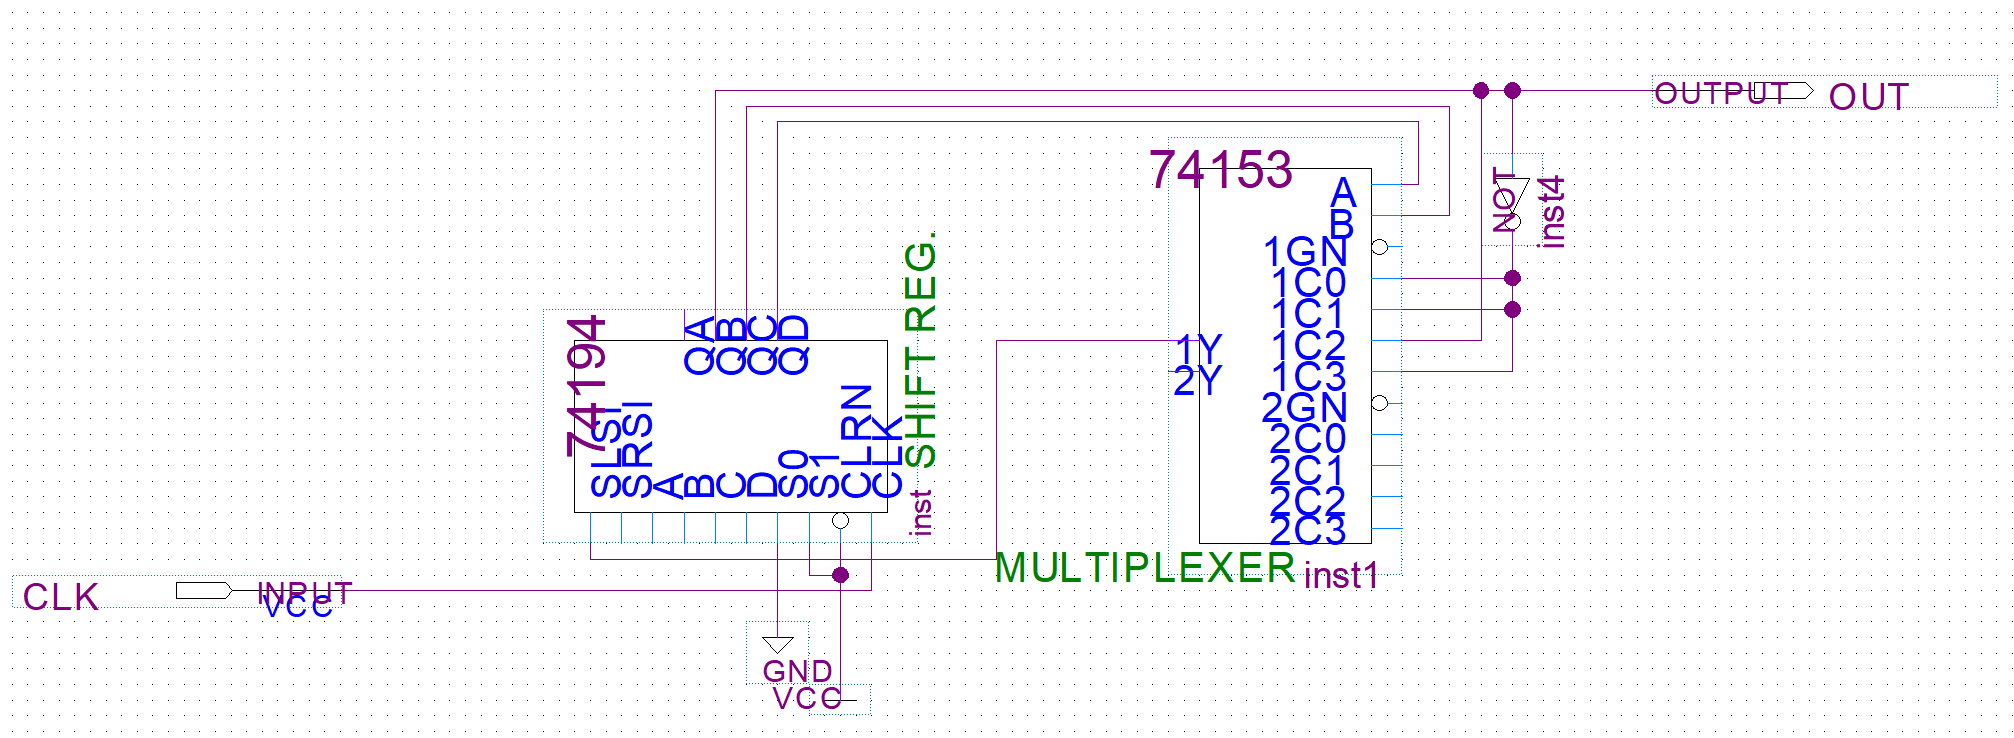 OUTPUT
OUT
74153
A
B
1GN
1C0
1C1
1C2
1C3
2GN
2C0
2C1
2C2
2C3
1Y
2Y
MULTIPLEXER
inst1
NOT
inst4
74194
QA
QB
QC
QD
SLSI
SRSI
A
B
C
D
S0
S1
CLRN
CLK
SHIFT REG.
inst
CLK
INPUT
VCC
GND
VCC